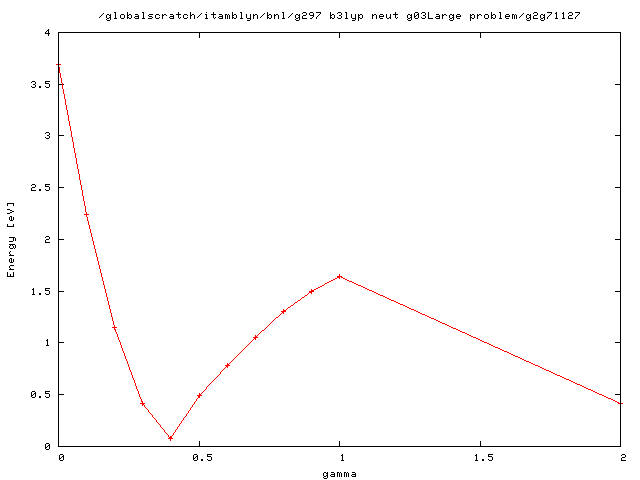 /globalscratch/itamblyn/bnl/g297 b3lyp neut g03Large problem/g2g71127
4
3.5
3
2.5
2
1.5
1
0.5
0
Energy [eV]
0 0.5 1 1.5 2
gamma